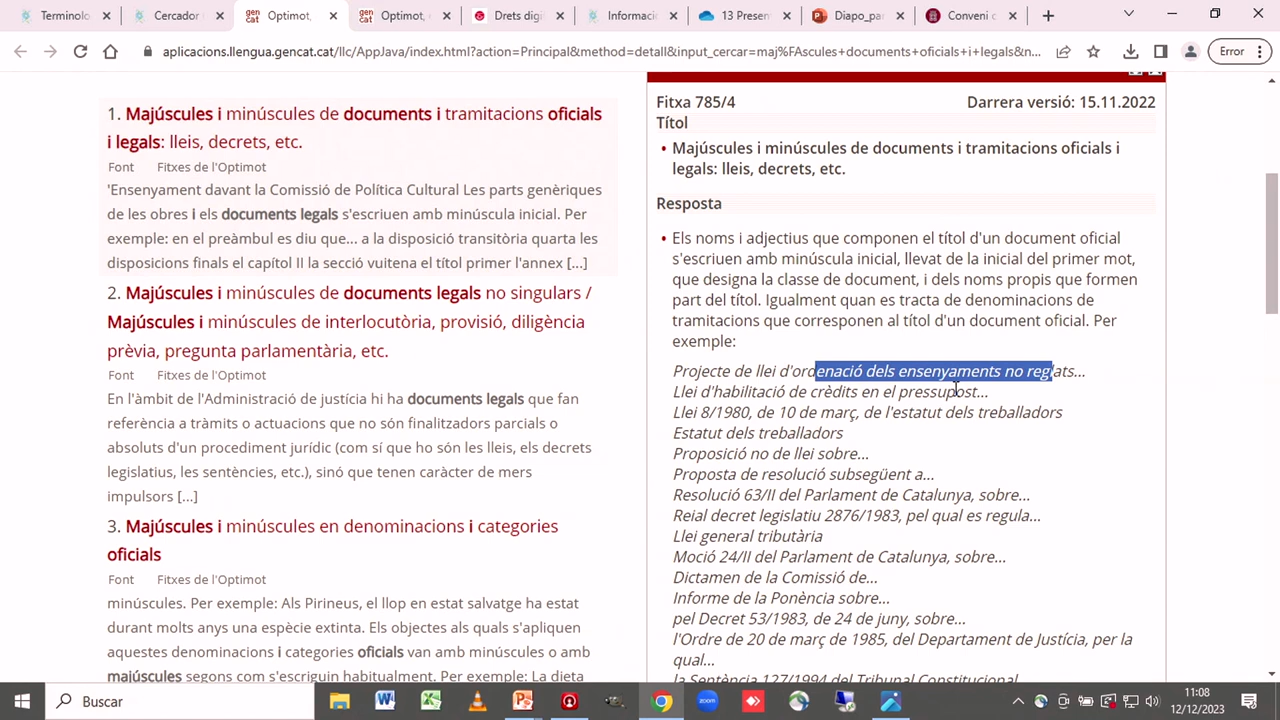 Terminolo
Cercador
Optimot,
Optimot, (
Drets digi
Informaci
13 Presen
Diapo_pa
Conveni c
aplicacions.llengua.gencat.cat/llc/AppJava/index.html?action=Principal&method=detall&input_cercar=maj%FAscules+documents+oficials+i+legals&n...
Error
1. Majúscules i minúscules de documents i tramitacions oficials
i legals: lleis, decrets, etc.
Font Fitxes de l'Optimot
'Ensenyament davant la Comissió de Política Cultural Les parts genèriques
de les obres i els documents legals s'escriuen amb minúscula inicial. Per
exemple: en el preàmbul es diu que... a la disposició transitòria quarta les
disposicions finals el capítol II la secció vuitena el títol primer l'annex [...]
2. Majúscules i minúscules de documents legals no singulars /
Majúscules i minúscules de interlocutòria, provisió, diligència
prèvia, pregunta parlamentària, etc.
En l'àmbit de l'Administració de justícia hi ha documents legals que fan
referència a tràmits o actuacions que no són finalitzadors parcials o
absoluts d'un procediment jurídic (com sí que ho són les lleis, els decrets
legislatius, les sentències, etc.), sinó que tenen caràcter de mers
impulsors [...]
3. Majúscules i minúscules en denominacions i categories
oficials
Font Fitxes de l'Optimot
minúscules. Per exemple: Als Pirineus, el llop en estat salvatge ha estat
durant molts anys una espècie extinta. Els objectes als quals s'apliquen
aquestes denominacions i categories oficials van amb minúscules o amb
majúscules segons com s'escriguin habitualment. Per exemple: La dieta
Fitxa 785/4 Darrera versió: 15.11.2022
Títol
• Majúscules i minúscules de documents i tramitacions oficials i
legals: lleis, decrets, etc.
Resposta
• Els noms i adjectius que componen el títol d'un document oficial
s'escriuen amb minúscula inicial, llevat de la inicial del primer mot,
que designa la classe de document, i dels noms propis que formen
part del títol. Igualment quan es tracta de denominacions de
tramitacions que corresponen al títol d'un document oficial. Per
exemple:
Projecte de llei d'ordenació dels ensenyaments no reglats...
Llei d'habilitació de crèdits en el pressupost...
Llei 8/1980, de 10 de març, de l'estatut dels treballadors
Estatut dels treballadors
Proposició no de llei sobre...
Proposta de resolució subsegüent a...
Resolució 63/II del Parlament de Catalunya, sobre...
Reial decret legislatiu 2876/1983, pel qual es regula...
Llei general tributària
Moció 24/II del Parlament de Catalunya, sobre...
Dictamen de la Comissió de...
Informe de la Ponència sobre...
pel Decret 53/1983, de 24 de juny, sobre...
l'Ordre de 20 de març de 1985, del Departament de Justícia, per la
qual...
la Sentència 127/1994 del Tribunal Constitucional
Buscar
zoom
11:08
12/12/2023